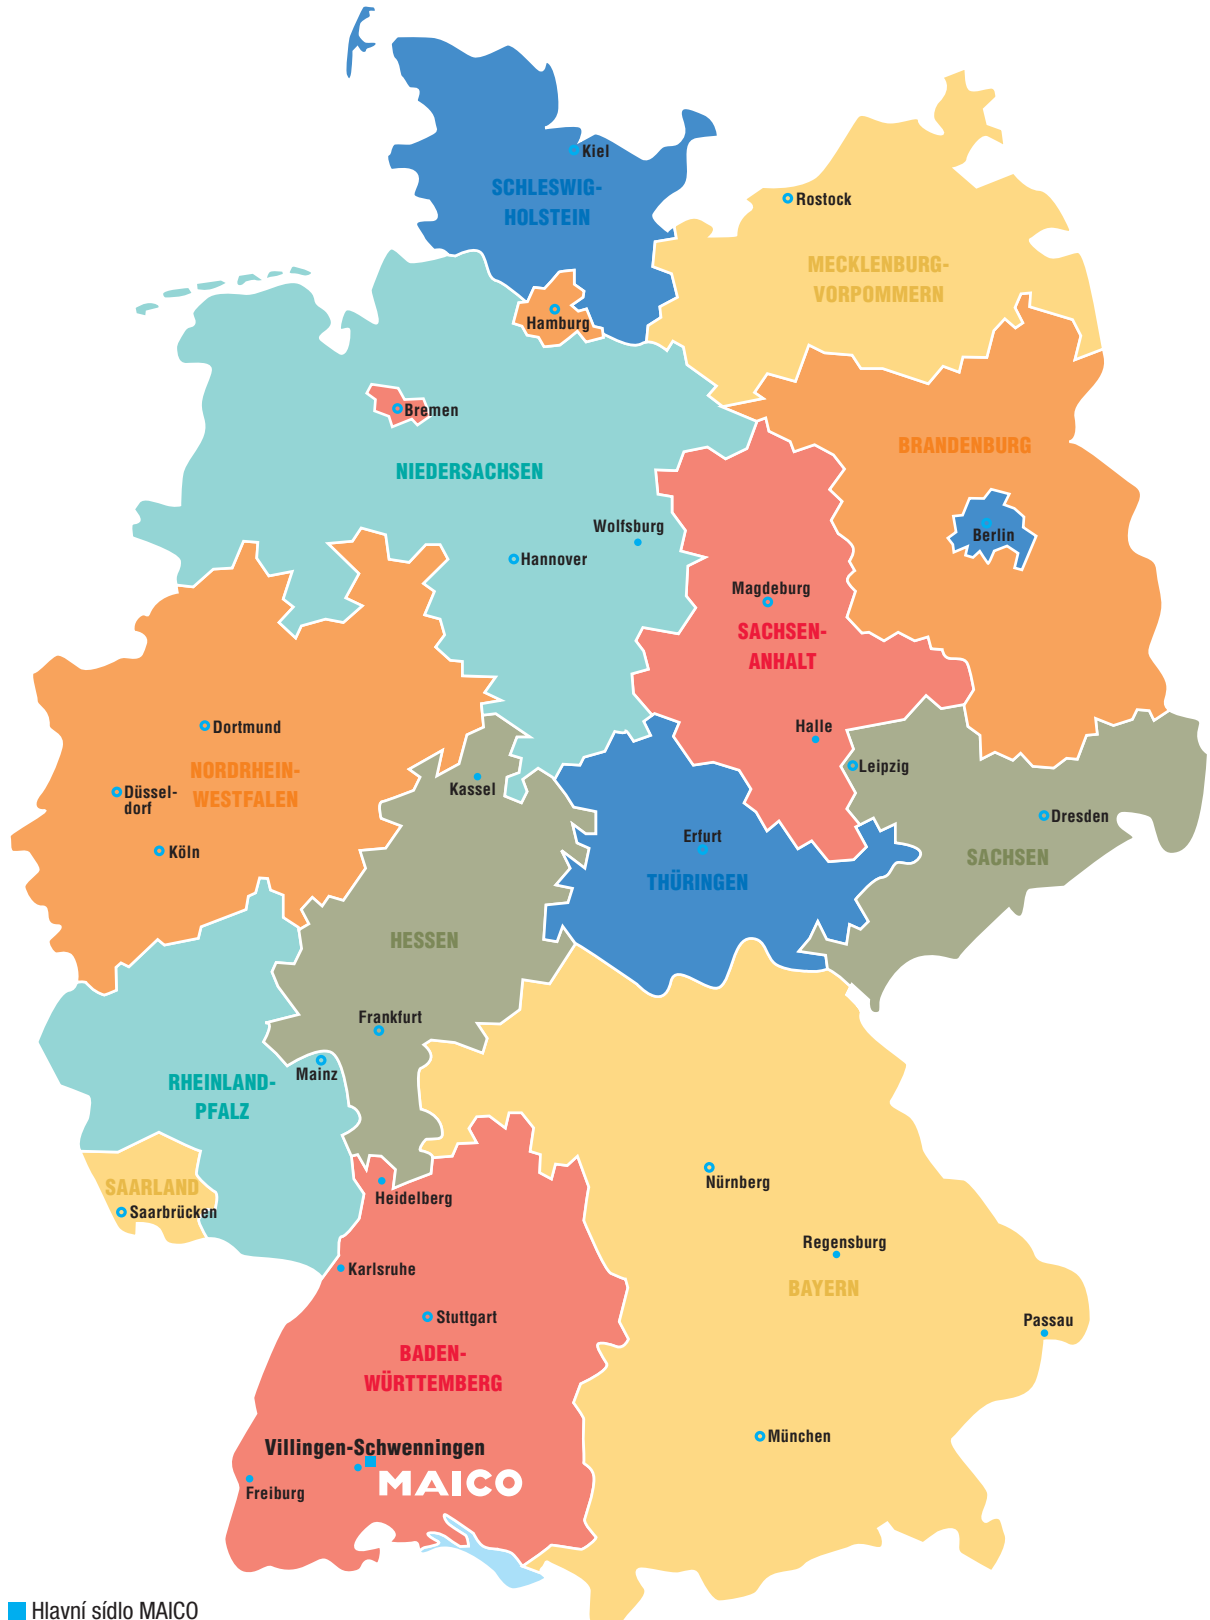 Kiel
SCHLESWIG-
HOLSTEIN
Rostock
MECKLENBURG-
VORPOMMERN
Hamburg
Bremen
BRANDENBURG
NIEDERSACHSEN
Wolfsburg
Berlin
Hannover
Magdeburg
SACHSEN-
ANHALT
Dortmund
Halle
NORDRHEIN-
WESTFALEN
Leipzig
Kassel
Düssel-
dorf
Dresden
Erfurt
Köln
SACHSEN
THÜRINGEN
HESSEN
Frankfurt
Mainz
RHEINLAND-
PFALZ
Nürnberg
SAARLAND
Heidelberg
Saarbrücken
Regensburg
Karlsruhe
BAYERN
Stuttgart
Passau
BADEN-
WÜRTTEMBERG
München
Villingen-Schwenningen
MAICO
Freiburg
Hlavní sídlo MAICO